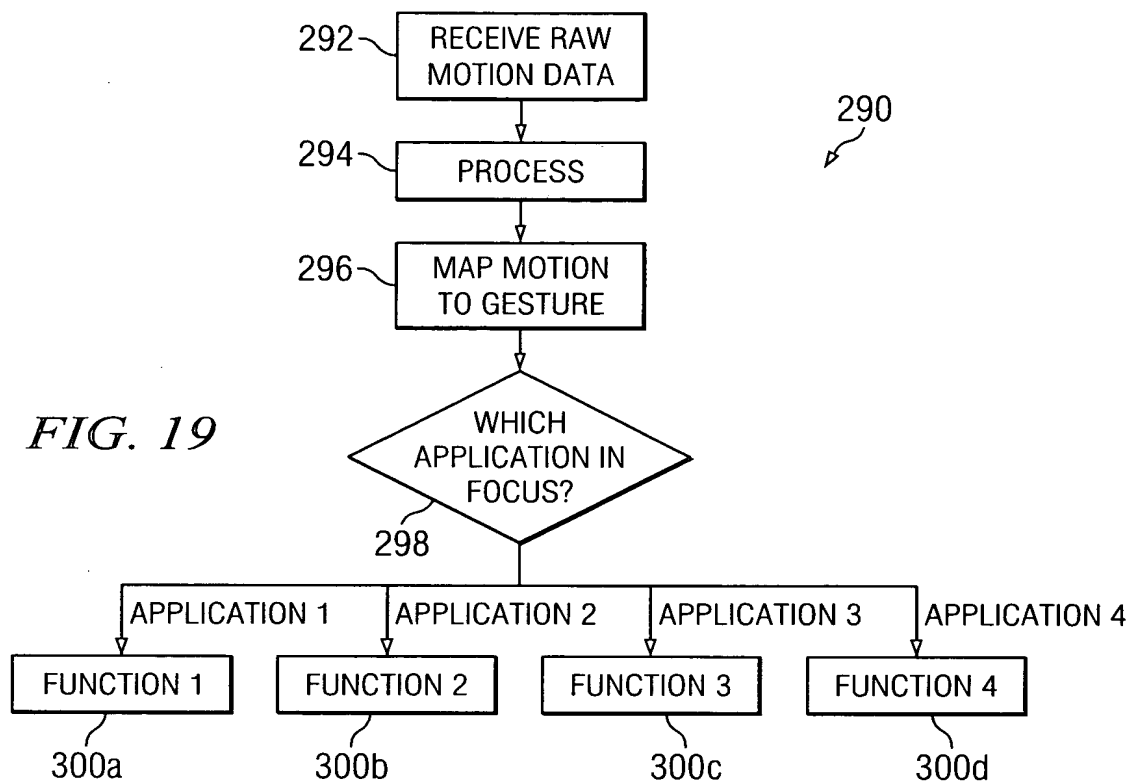 292
RECEIVE RAW
MOTION DATA
290
294
PROCESS
296
MAP MOTION
TO GESTURE
FIG. 19
WHICH
APPLICATION IN
FOCUS?
298
APPLICATION 1
APPLICATION 2
APPLICATION 3
APPLICATION 4
FUNCTION 1
FUNCTION 2
FUNCTION 3
FUNCTION 4
300a
300b
300c
300d